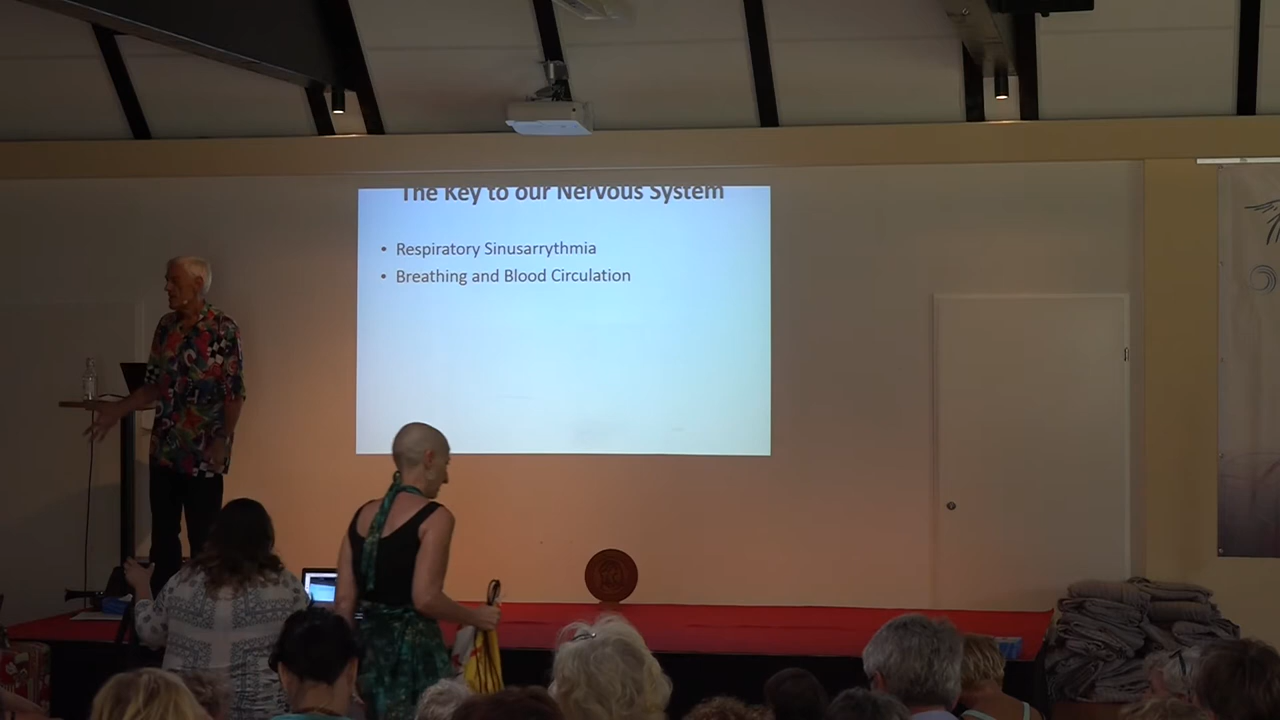 The Key to our Nervous System
• Respiratory Sinusarrythmia
• Breathing and Blood Circulation